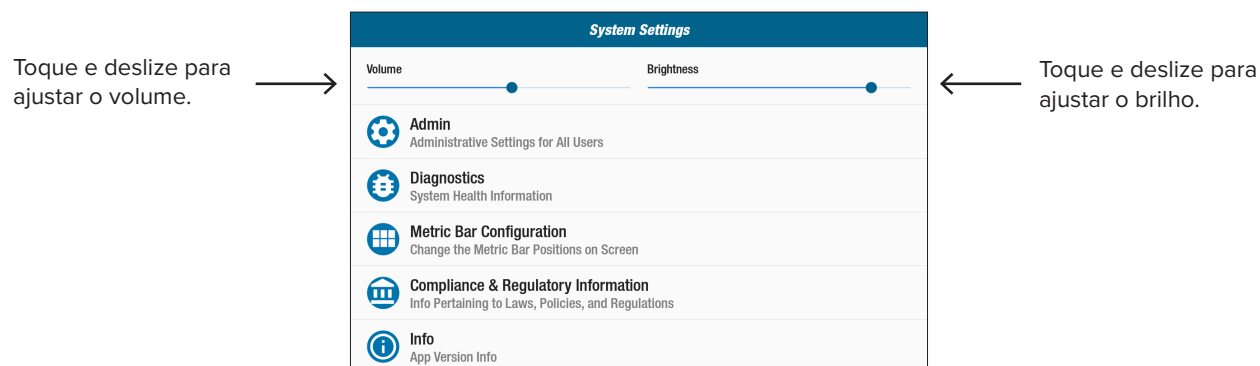 System Settings
Toque e deslize para
ajustar o volume.
Volume
Brightness
Toque e deslize para
ajustar o brilho.
Admin
Administrative Settings for All Users
Diagnostics
System Health Information
Metric Bar Configuration
Change the Metric Bar Positions on Screen
Compliance & Regulatory Information
Info Pertaining to Laws, Policies, and Regulations
Info
App Version Info